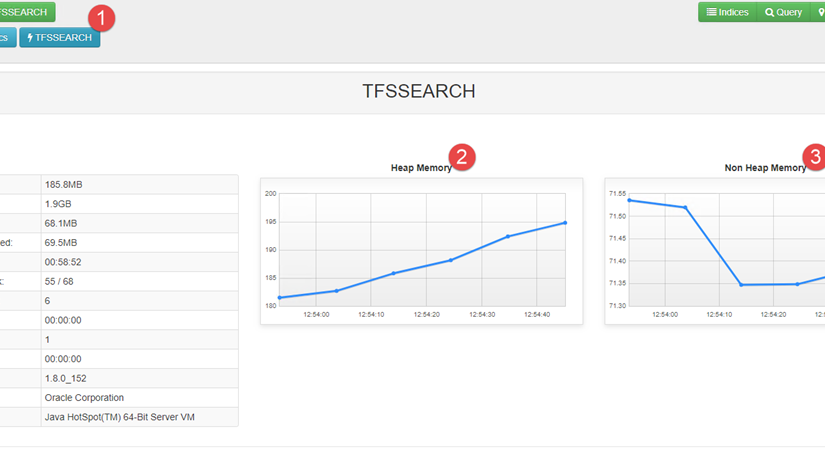 FSSEARCH
1
Indices
Query
cs
TFSSEARCH
TFSSEARCH
Heap Memory
2
Non Heap Memory
3
185.8MB
1.9GB
68.1MB
ed: 69.5MB
00:58:52
k: 55 / 68
6
00:00:00
1
00:00:00
1.8.0_152
Oracle Corporation
Java HotSpot(TM) 64-Bit Server VM
200
195
190
185
180
12:54:00 12:54:10 12:54:20 12:54:30 12:54:40
71.55
71.50
71.45
71.40
71.35
71.30
12:54:00 12:54:10 12:54:20 12:5